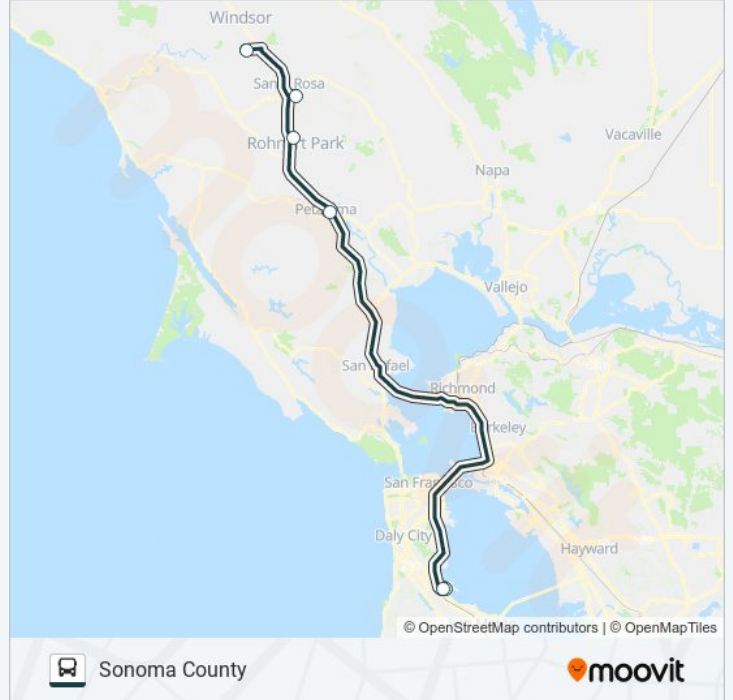 Windsor
Santa Rosa
Vacaville
Rohnert Park
Napa
Petaluma
Vallejo
San Rafael
Richmond
Berkeley
San Francisco
Daly City
Hayward
© OpenStreetMap contributors | © OpenMapTiles
Sonoma County
moovit